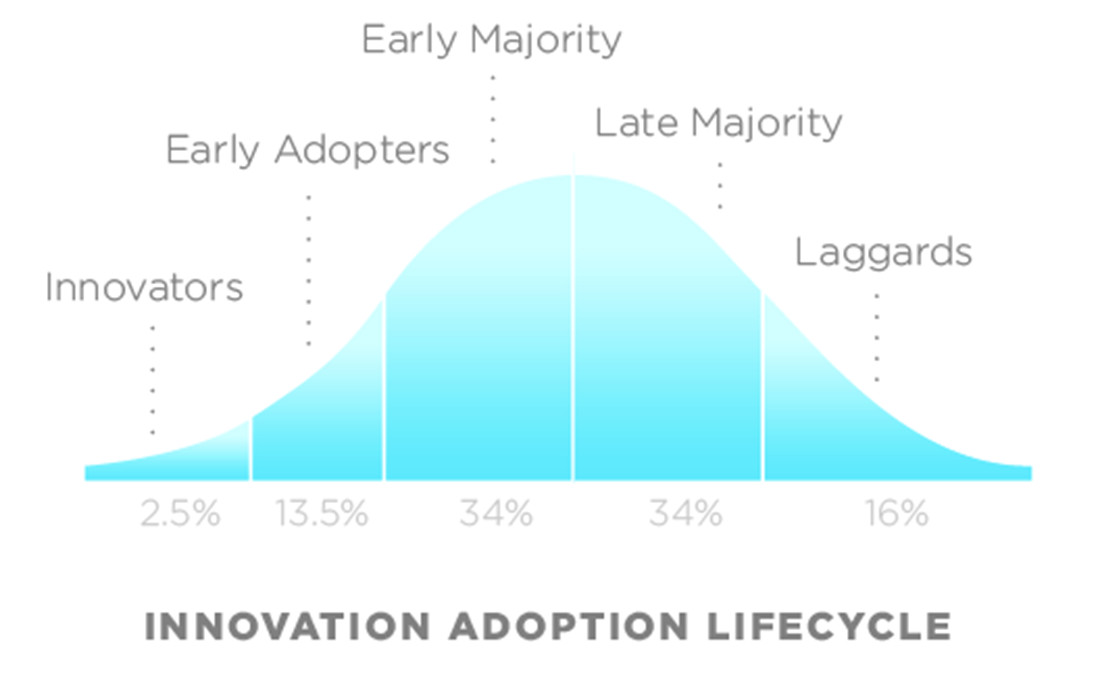 Early Majority
Late Majority
Early Adopters
Laggards
Innovators
2.5% 13.5% 34% 34% 16%
INNOVATION ADOPTION LIFECYCLE